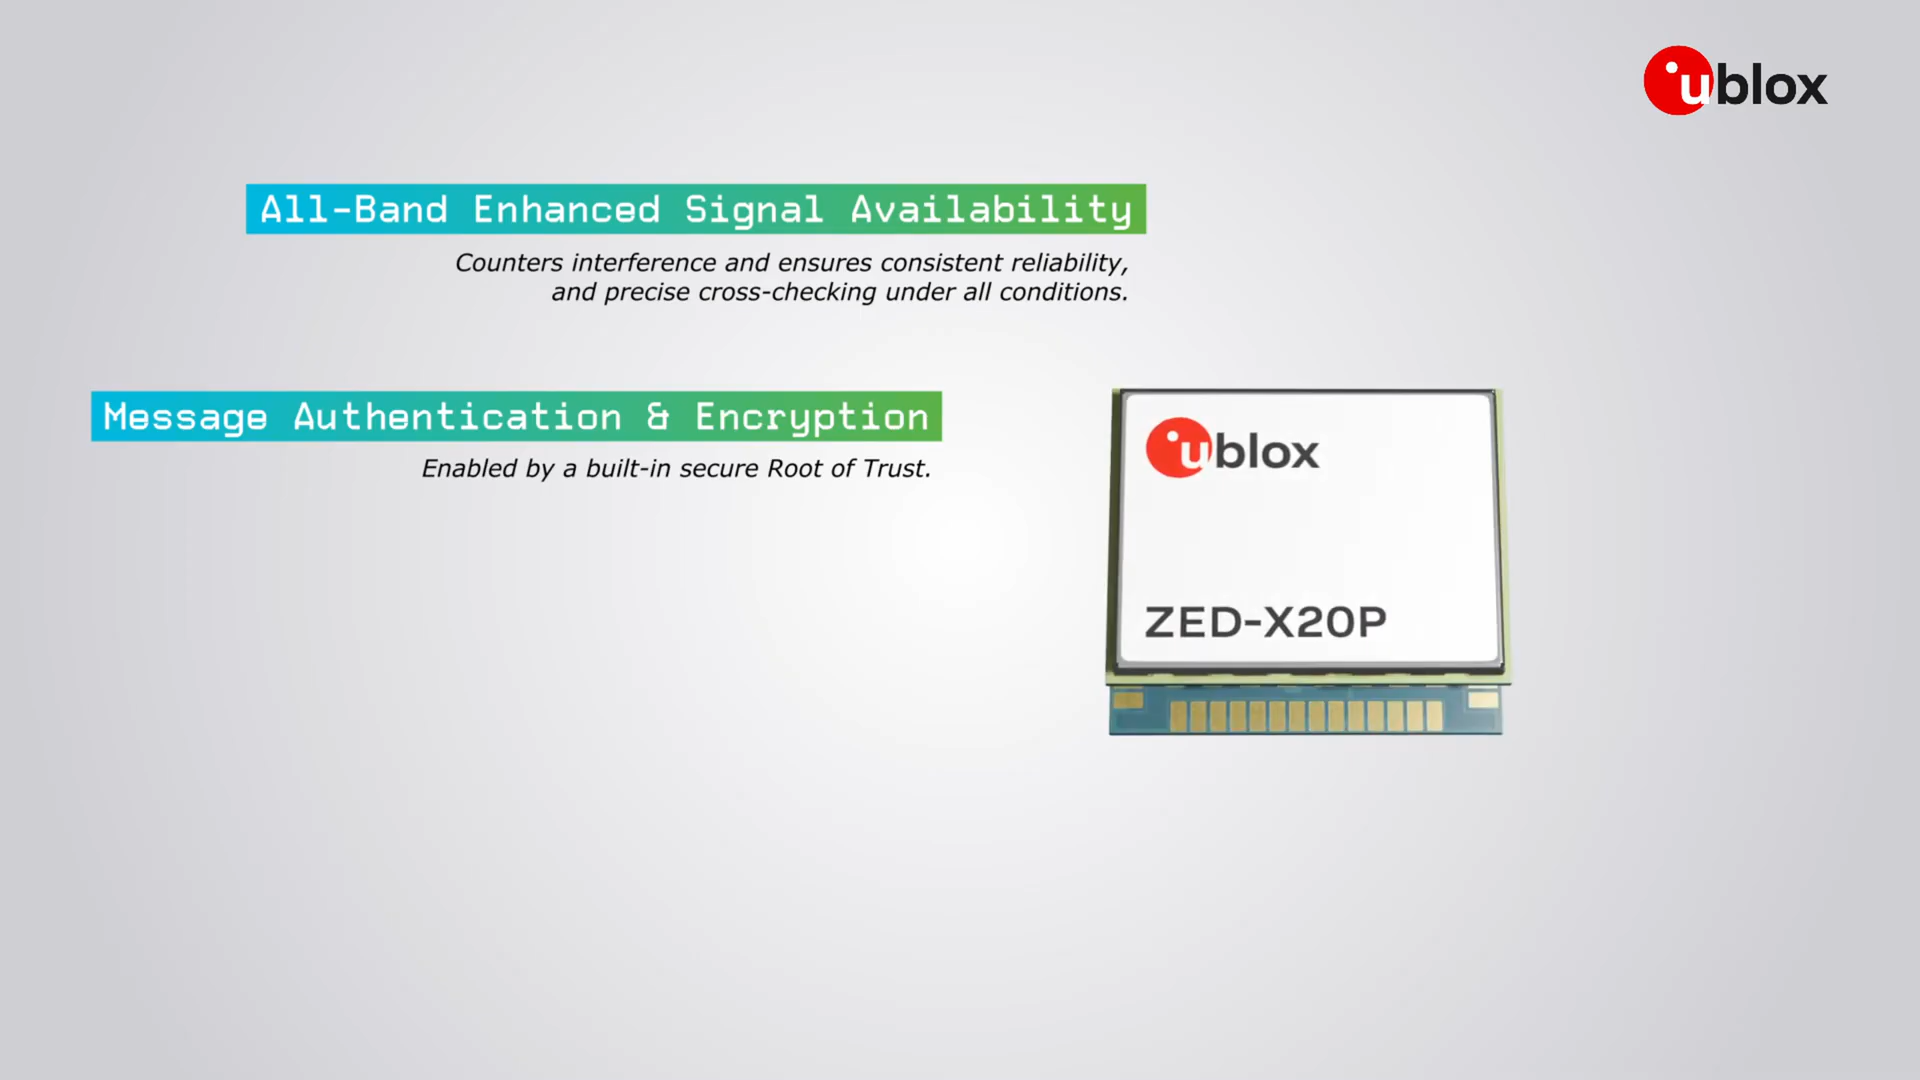 ublox
All-Band Enhanced Signal Availability
Counters interference and ensures consistent reliability,
and precise cross-checking under all conditions.
Message Authentication & Encryption
Enabled by a built-in secure Root of Trust.
ublox
ZED-X20P